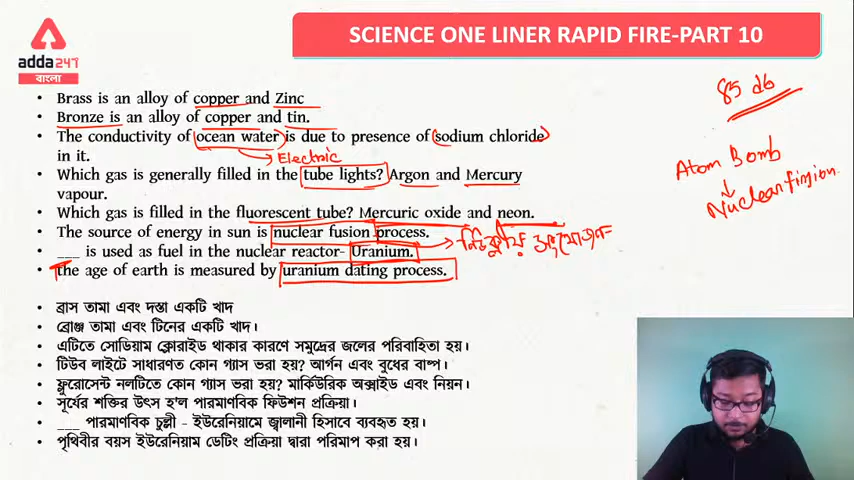 adda247
বাংলা
SCIENCE ONE LINER RAPID FIRE-PART 10
85 db
Atom Bomb
Nuclear fission
• Brass is an alloy of copper and Zinc
• Bronze is an alloy of copper and tin.
• The conductivity of ocean water is due to presence of sodium chloride
in it.
Electric
• Which gas is generally filled in the tube lights? Argon and Mercury
vapour.
• Which gas is filled in the fluorescent tube? Mercuric oxide and neon.
• The source of energy in sun is nuclear fusion process.
• ___ is used as fuel in the nuclear reactor- Uranium.
• the age of earth is measured by uranium dating process.
• ব্রাস তামা এবং দস্তা একটি খাদ
• ব্রোঞ্জ তামা এবং টিনের একটি খাদ।
• এটিতে সোডিয়াম ক্লোরাইড থাকার কারণে সমুদ্রের জলের পরিবাহিতা হয়।
• টিউব লাইটে সাধারণত কোন গ্যাস ভরা হয়? আর্গন এবং বুধের বাষ্প।
• ফ্লুরোসেন্ট নলটিতে কোন গ্যাস ভরা হয়? মার্কিউরিক অক্সাইড এবং নিয়ন।
• সূর্যের শক্তির উৎস হ'ল পারমাণবিক ফিউশন প্রক্রিয়া।
• ___ পারমাণবিক চুল্লী - ইউরেনিয়ামে জ্বালানী হিসাবে ব্যবহৃত হয়।
• পৃথিবীর বয়স ইউরেনিয়াম ডেটিং প্রক্রিয়া দ্বারা পরিমাপ করা হয়।